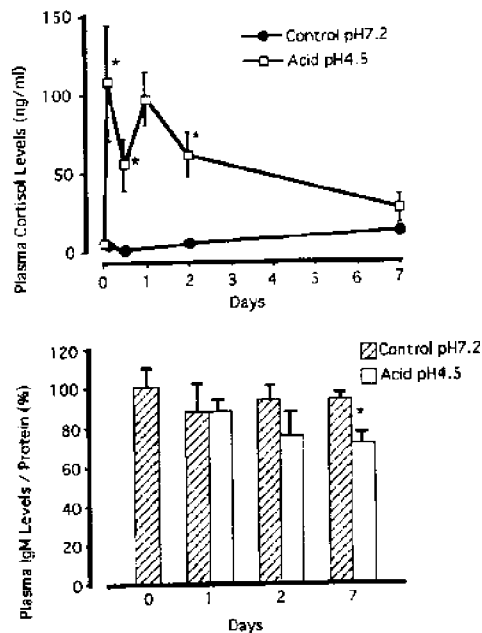 150
Control pH7.2
Acid pH4.5
*
100
*
*
50
0
Plasma Cortisol Levels (ng/ml)
0 1 2 3 4 5 6 7
Days
120
Control pH7.2
Acid pH4.5
100
*
80
60
40
20
0
Plasma IgM Levels / Protein (%)
0 1 2 7
Days